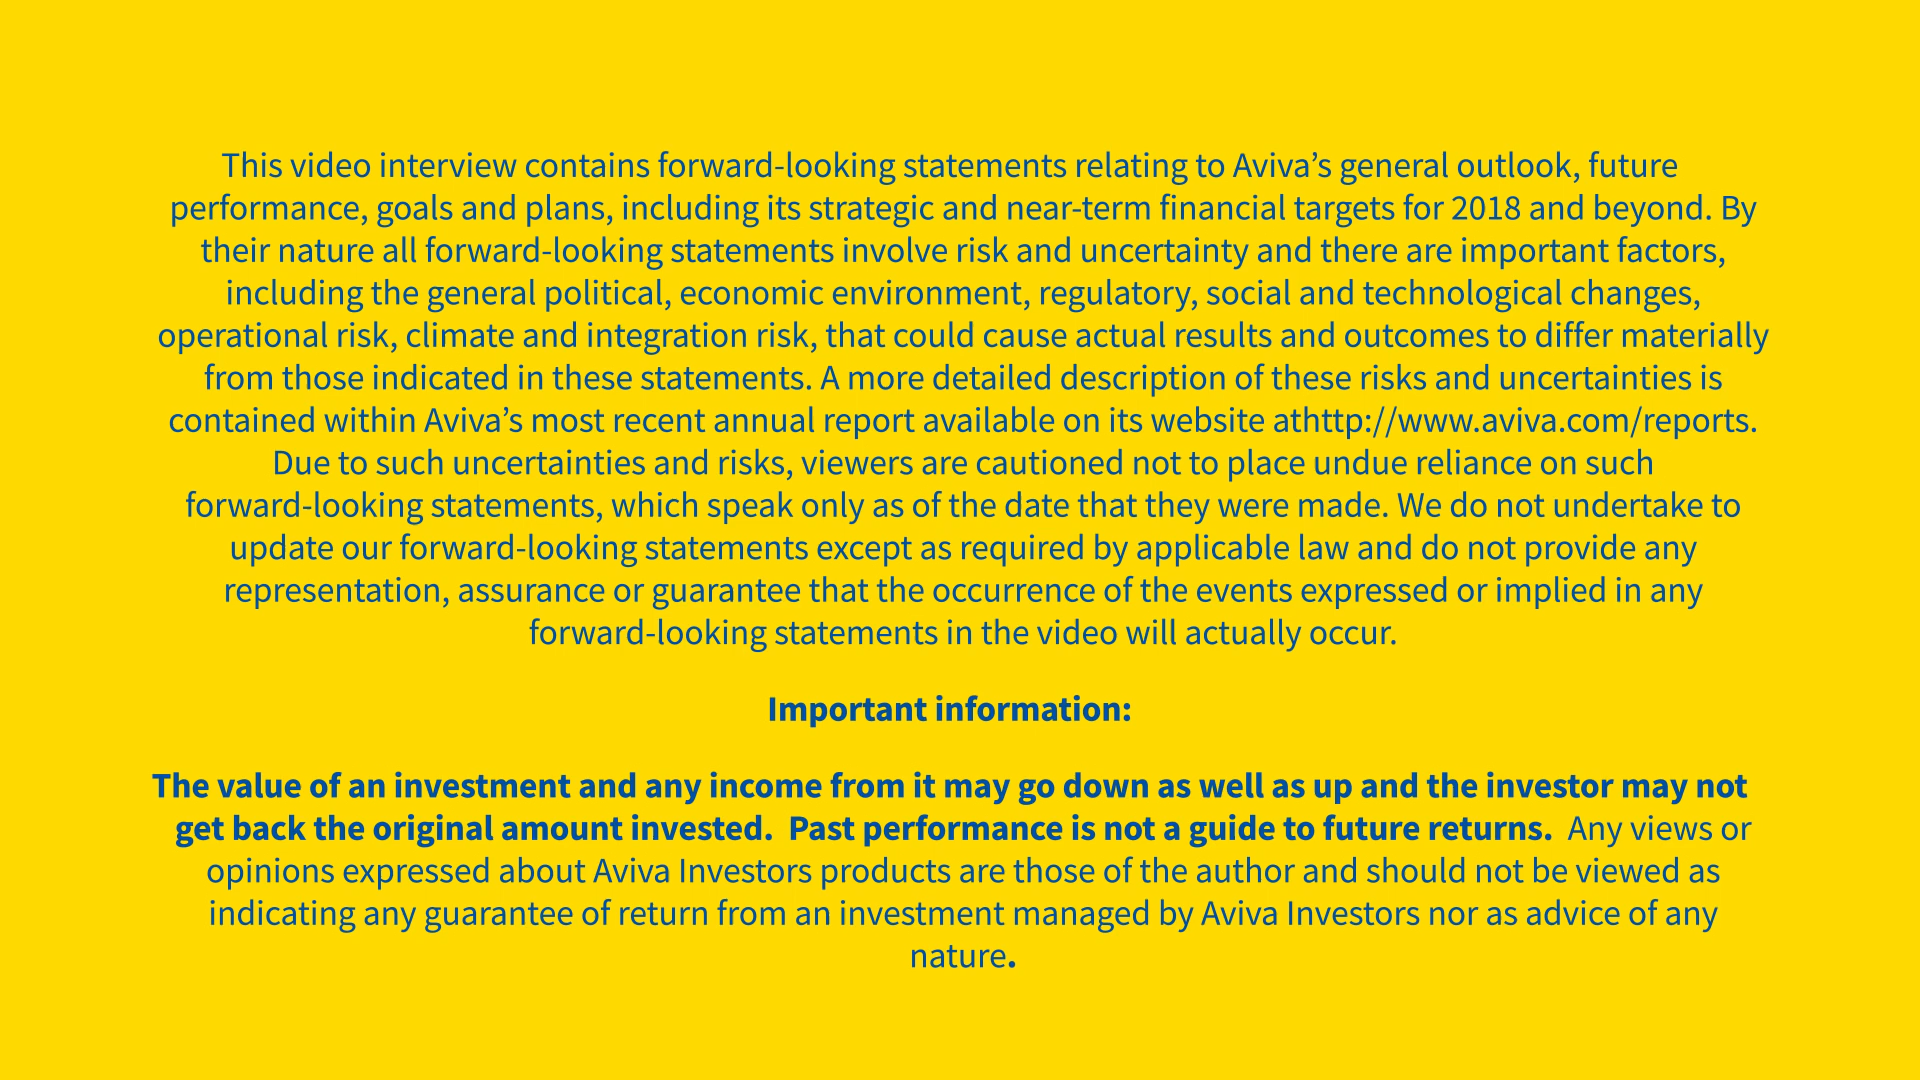 This video interview contains forward-looking statements relating to Aviva’s general outlook, future
performance, goals and plans, including its strategic and near-term financial targets for 2018 and beyond. By
their nature all forward-looking statements involve risk and uncertainty and there are important factors,
including the general political, economic environment, regulatory, social and technological changes,
operational risk, climate and integration risk, that could cause actual results and outcomes to differ materially
from those indicated in these statements. A more detailed description of these risks and uncertainties is
contained within Aviva’s most recent annual report available on its website athttp://www.aviva.com/reports.
Due to such uncertainties and risks, viewers are cautioned not to place undue reliance on such
forward-looking statements, which speak only as of the date that they were made. We do not undertake to
update our forward-looking statements except as required by applicable law and do not provide any
representation, assurance or guarantee that the occurrence of the events expressed or implied in any
forward-looking statements in the video will actually occur.
Important information:
The value of an investment and any income from it may go down as well as up and the investor may not
get back the original amount invested.  Past performance is not a guide to future returns.  Any views or
opinions expressed about Aviva Investors products are those of the author and should not be viewed as
indicating any guarantee of return from an investment managed by Aviva Investors nor as advice of any
nature.